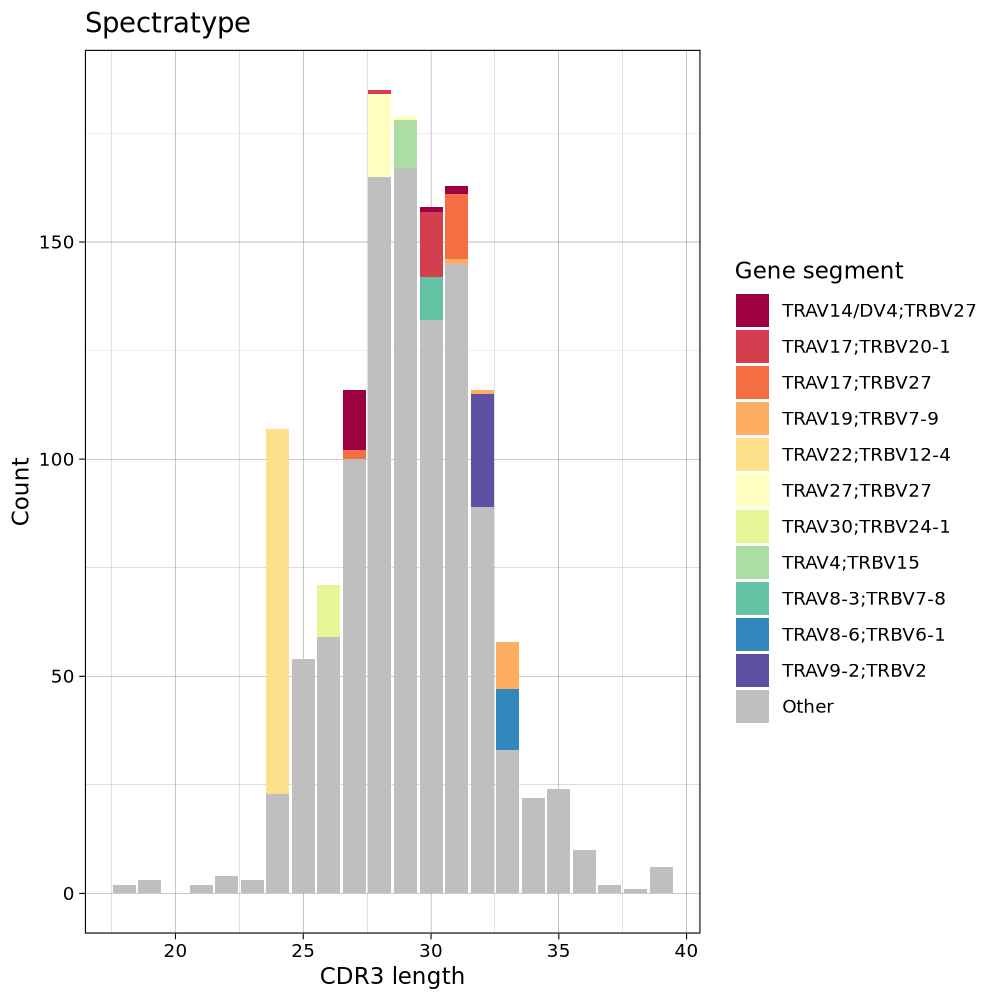 Spectratype
Count
150
100
50
0
20 25 30 35 40
CDR3 length
Gene segment
TRAV14/DV4;TRBV27
TRAV17;TRBV20-1
TRAV17;TRBV27
TRAV19;TRBV7-9
TRAV22;TRBV12-4
TRAV27;TRBV27
TRAV30;TRBV24-1
TRAV4;TRBV15
TRAV8-3;TRBV7-8
TRAV8-6;TRBV6-1
TRAV9-2;TRBV2
Other